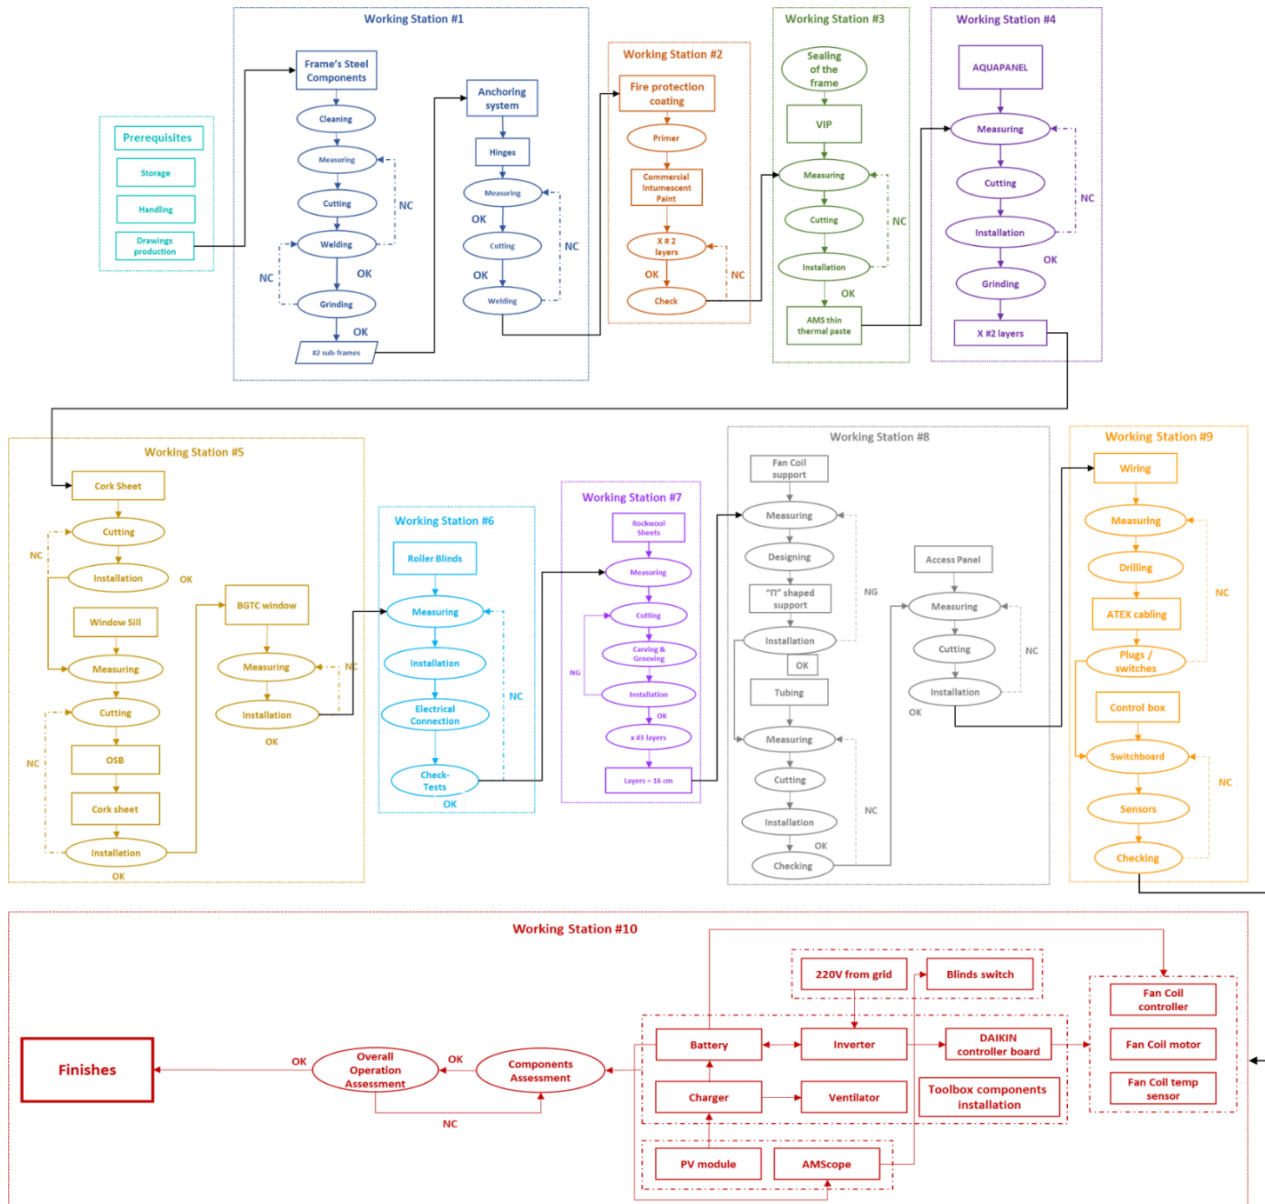 Working Station #1
Frame's Steel
Components
Cleaning
Measuring
Cutting
NC
Welding
NC
OK
Grinding
OK
#2 sub-frames
Anchoring
system
Hinges
Measuring
OK
NC
Cutting
OK
Welding
Prerequisites
Storage
Handling
Drawings
production
Working Station #2
Fire protection
coating
Primer
Commercial
Intumescent
Paint
X # 2
layers
OK
NC
Check
Working Station #3
Sealing
of the
frame
VIP
Measuring
Cutting
NC
Installation
OK
AMS thin
thermal paste
Working Station #4
AQUAPANEL
Measuring
Cutting
NC
Installation
OK
Grinding
X #2 layers
Working Station #5
Cork Sheet
Cutting
NC
Installation
OK
Window Sill
Measuring
Cutting
NC
OSB
Cork sheet
Installation
OK
BGTC window
Measuring
NC
Installation
OK
Working Station #6
Roller Blinds
Measuring
Installation
NC
Electrical
Connection
Check-
Tests
OK
Working Station #7
Rockwool
Sheets
Measuring
Cutting
Carving &
Grooving
NG
Installation
OK
x #3 layers
Layers = 16 cm
Working Station #8
Fan Coil
support
Measuring
Designing
NG
"Π" shaped
support
Installation
OK
Tubing
Measuring
Cutting
NC
Installation
OK
Checking
Access Panel
Measuring
Cutting
NC
Installation
OK
Working Station #9
Wiring
Measuring
Drilling
NC
ATEX cabling
Plugs /
switches
Control box
Switchboard
NC
Sensors
Checking
Working Station #10
220V from grid
Blinds switch
Fan Coil
controller
Battery
Inverter
DAIKIN
controller board
Fan Coil motor
Charger
Ventilator
Toolbox components
installation
Fan Coil temp
sensor
PV module
AMScope
Components
Assessment
OK
Overall
Operation
Assessment
NC
OK
Finishes